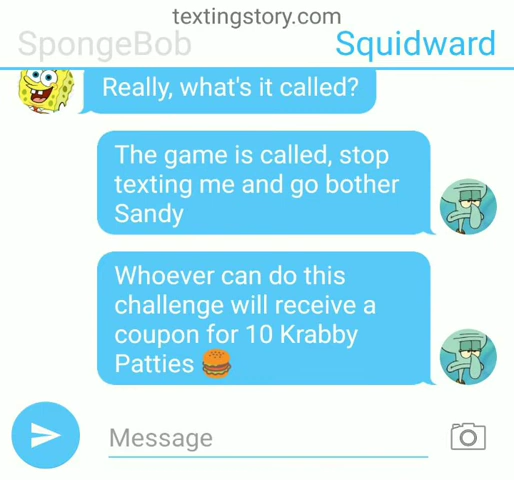 textingstory.com
SpongeBob
Squidward
Really, what's it called?
The game is called, stop
texting me and go bother
Sandy
Whoever can do this
challenge will receive a
coupon for 10 Krabby
Patties 🍔
Message